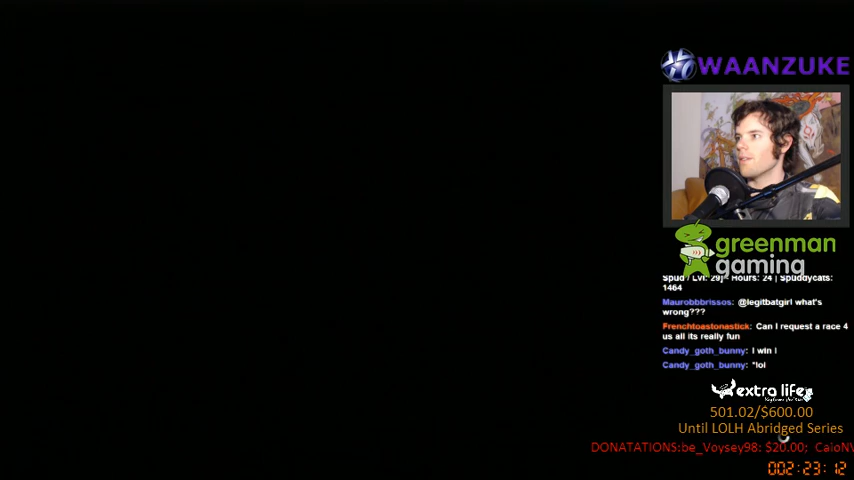 WAANZUKE
greenman
gaming
Spud / Lvl: 29] Hours: 24 | Spuddycats:
1464
Maurobbbrissos: @legitbatgirl what's
wrong???
Frenchtoastonastick: Can I request a race 4
us all its really fun
Candy_goth_bunny: I win !
Candy_goth_bunny: *lol
extra life
501.02/$600.00
Until LOLH Abridged Series
DONATATIONS:be_Voysey98: $20.00; CaioNV
002:23:12